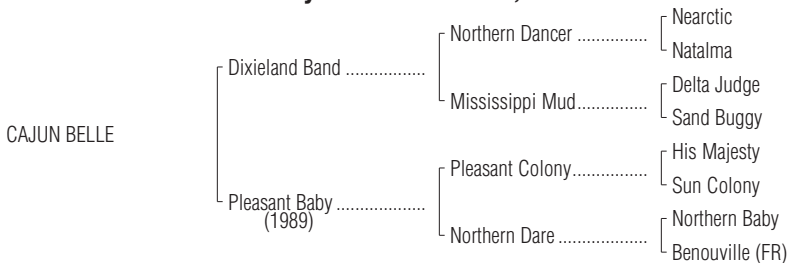 Nearctic
Northern Dancer ...............
Natalma
Dixieland Band .................
Delta Judge
Mississippi Mud...............
Sand Buggy
CAJUN BELLE
His Majesty
Pleasant Colony................
Sun Colony
Pleasant Baby ...................
(1989)
Northern Baby
Northern Dare ...................
Benouville (FR)